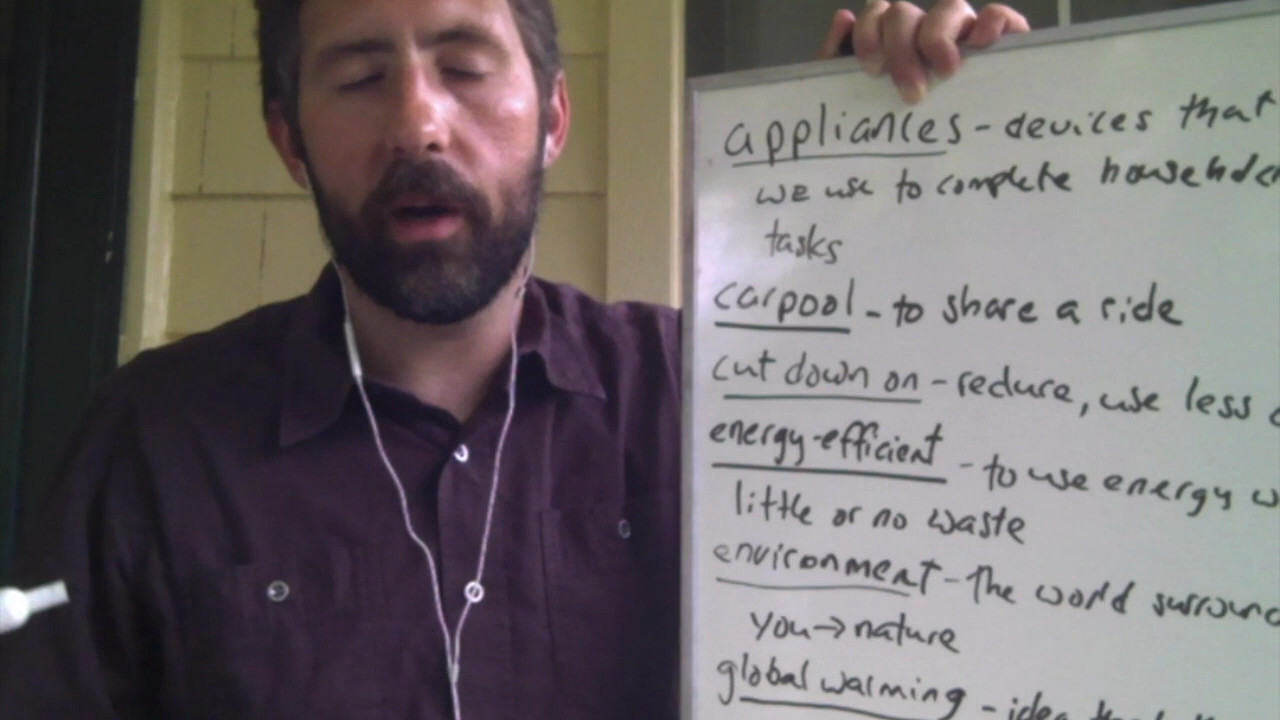 appliances - devices that
we use to complete household
tasks
carpool - to share a ride
cut down on - reduce, use less
energy-efficient - to use energy w
little or no waste
environment - the world surroun
you → nature
global warming - idea